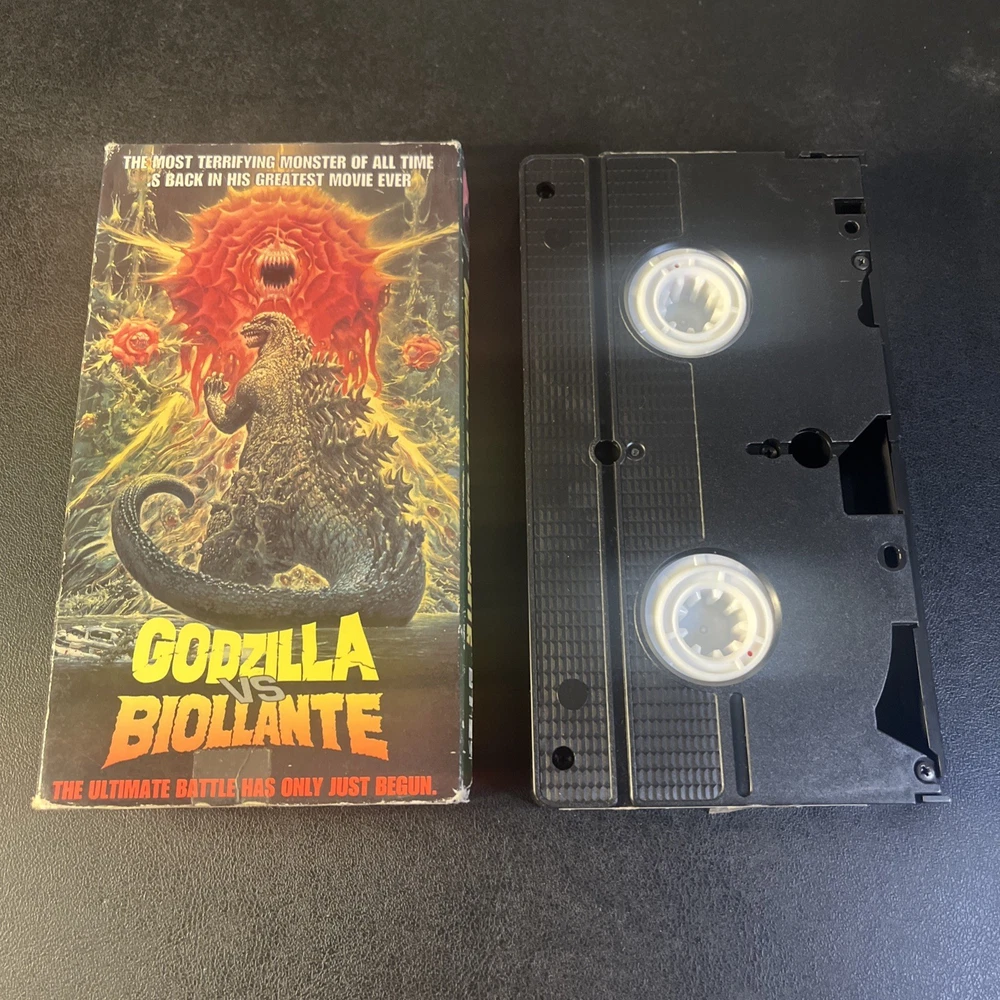 THE MOST TERRIFYING MONSTER OF ALL TIME
IS BACK IN HIS GREATEST MOVIE EVER
GODZILLA
VS
BIOLLANTE
THE ULTIMATE BATTLE HAS ONLY JUST BEGUN.